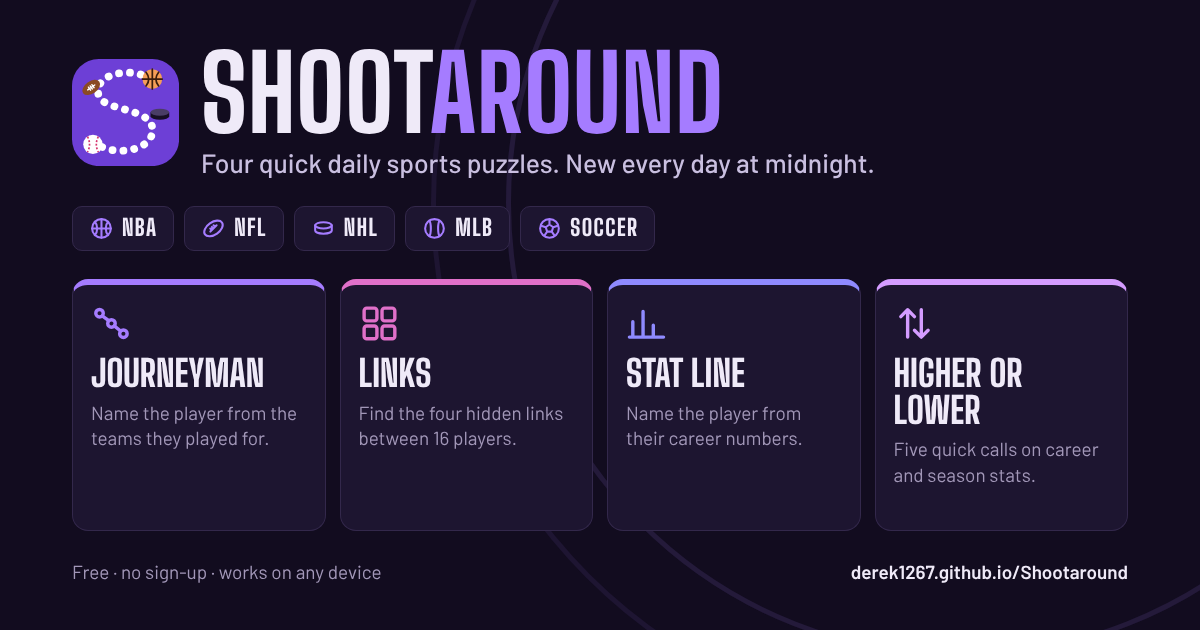 SHOOTAROUND
Four quick daily sports puzzles. New every day at midnight.
NBA
NFL
NHL
MLB
SOCCER
JOURNEYMAN
Name the player from the
teams they played for.
LINKS
Find the four hidden links
between 16 players.
STAT LINE
Name the player from
their career numbers.
HIGHER OR
LOWER
Five quick calls on career
and season stats.
Free · no sign-up · works on any device
derek1267.github.io/Shootaround